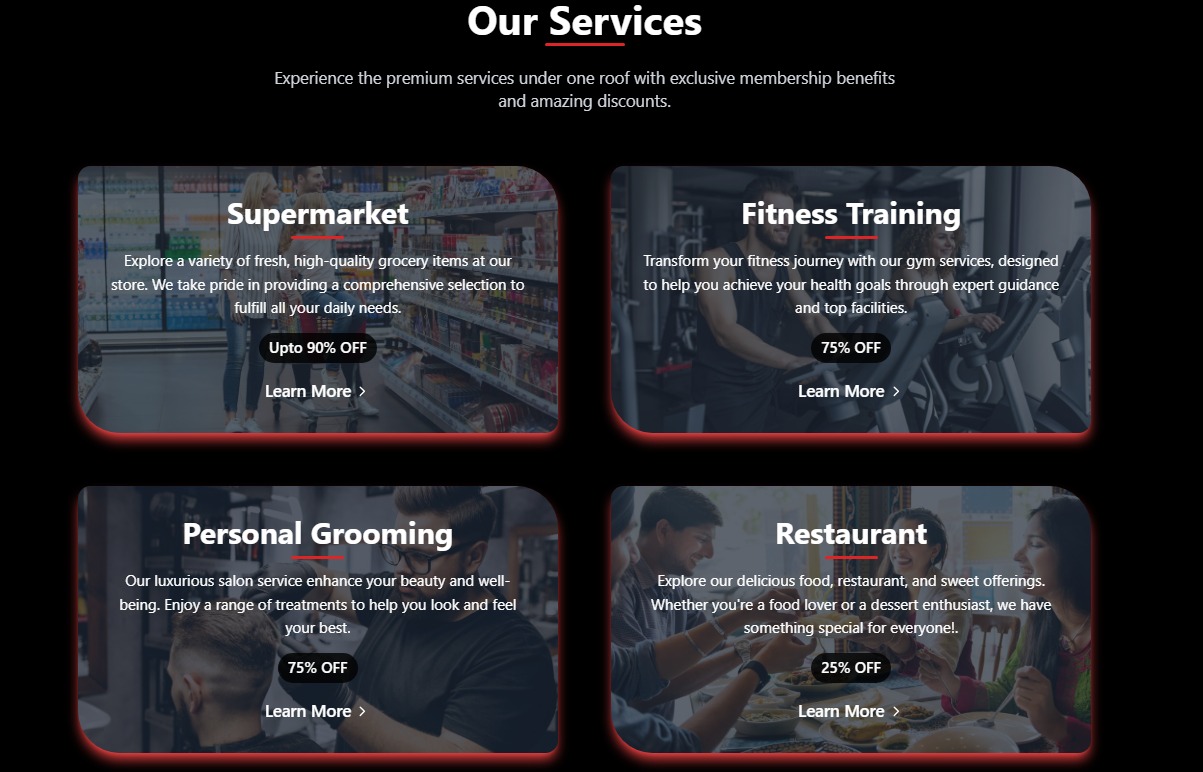 Our Services
Experience the premium services under one roof with exclusive membership benefits
and amazing discounts.
Supermarket
Explore a variety of fresh, high-quality grocery items at our
store. We take pride in providing a comprehensive selection to
fulfill all your daily needs.
Upto 90% OFF
Learn More >
Fitness Training
Transform your fitness journey with our gym services, designed
to help you achieve your health goals through expert guidance
and top facilities.
75% OFF
Learn More >
Personal Grooming
Our luxurious salon service enhance your beauty and well-
being. Enjoy a range of treatments to help you look and feel
your best.
75% OFF
Learn More >
Restaurant
Explore our delicious food, restaurant, and sweet offerings.
Whether you're a food lover or a dessert enthusiast, we have
something special for everyone!.
25% OFF
Learn More >